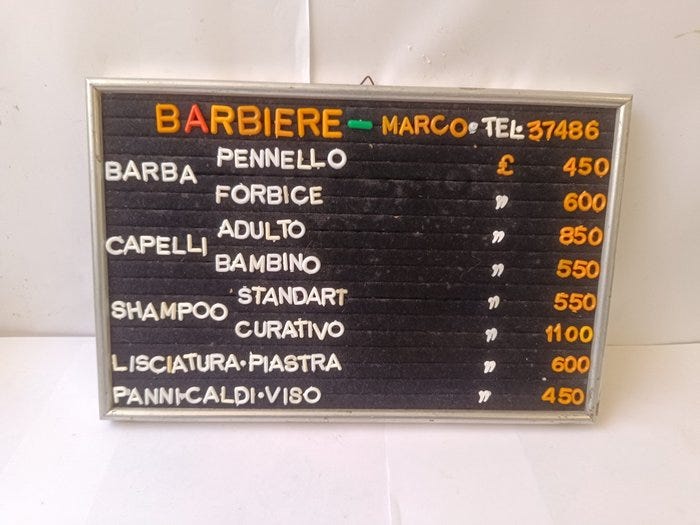 BARBIERE - MARCO • TEL. 37486
BARBA PENNELLO £ 450
FORBICE " 600
CAPELLI ADULTO " 850
BAMBINO " 550
SHAMPOO STANDART " 550
CURATIVO " 1100
LISCIATURA•PIASTRA " 600
PANNI•CALDI•VISO " 450